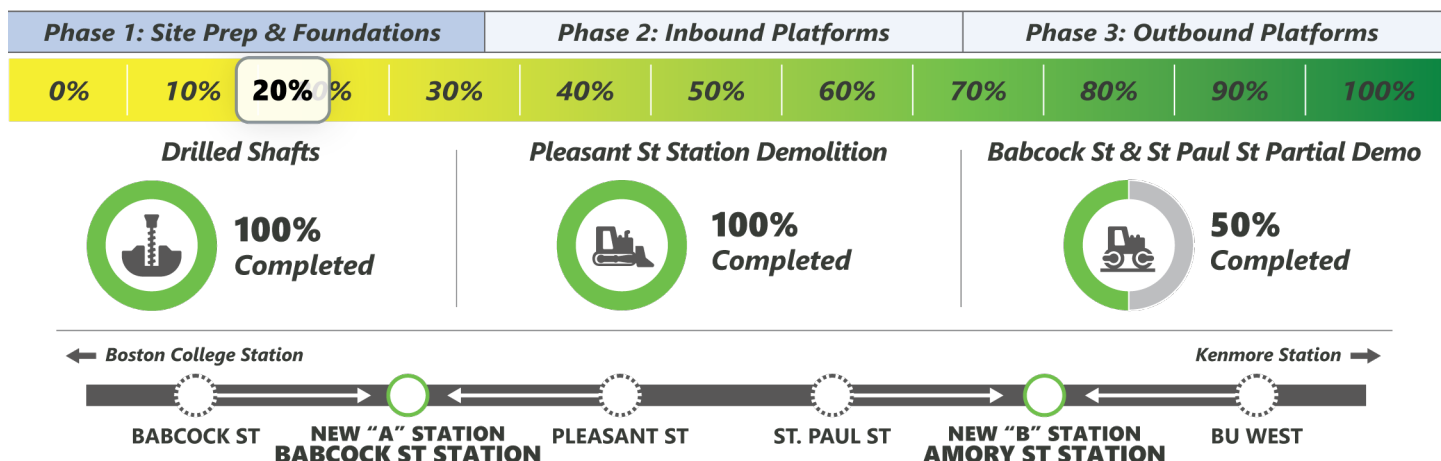 Phase 1: Site Prep & Foundations
Phase 2: Inbound Platforms
Phase 3: Outbound Platforms
0% 10% 20% 0% 30% 40% 50% 60% 70% 80% 90% 100%
Drilled Shafts
100%
Completed
Pleasant St Station Demolition
100%
Completed
Babcock St & St Paul St Partial Demo
50%
Completed
Boston College Station
Kenmore Station
BABCOCK ST
NEW “A” STATION
BABCOCK ST STATION
PLEASANT ST
ST. PAUL ST
NEW “B” STATION
AMORY ST STATION
BU WEST